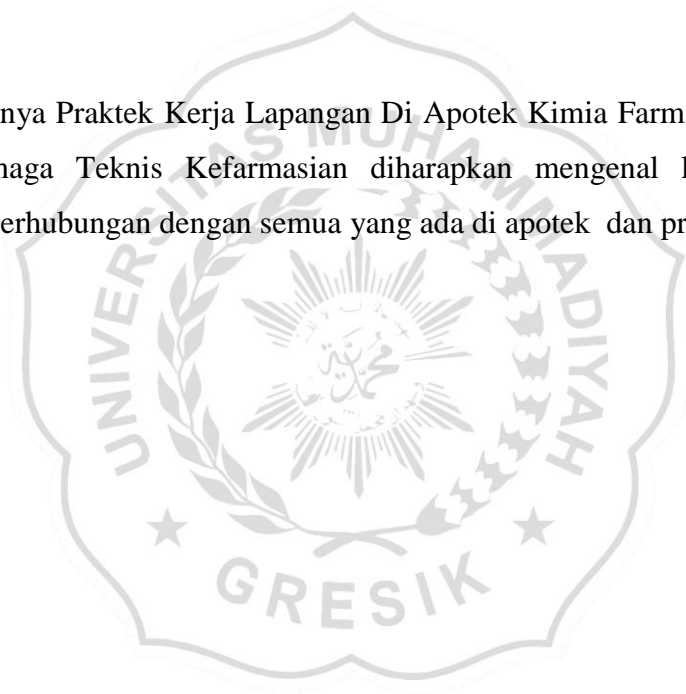 nya Praktek Kerja Lapangan Di Apotek Kimia Farm
naga Teknis Kefarmasian diharapkan mengenal
erhubungan dengan semua yang ada di apotek dan pr
UNIVERSITAS MUHAMMADIYAH
GRESIK